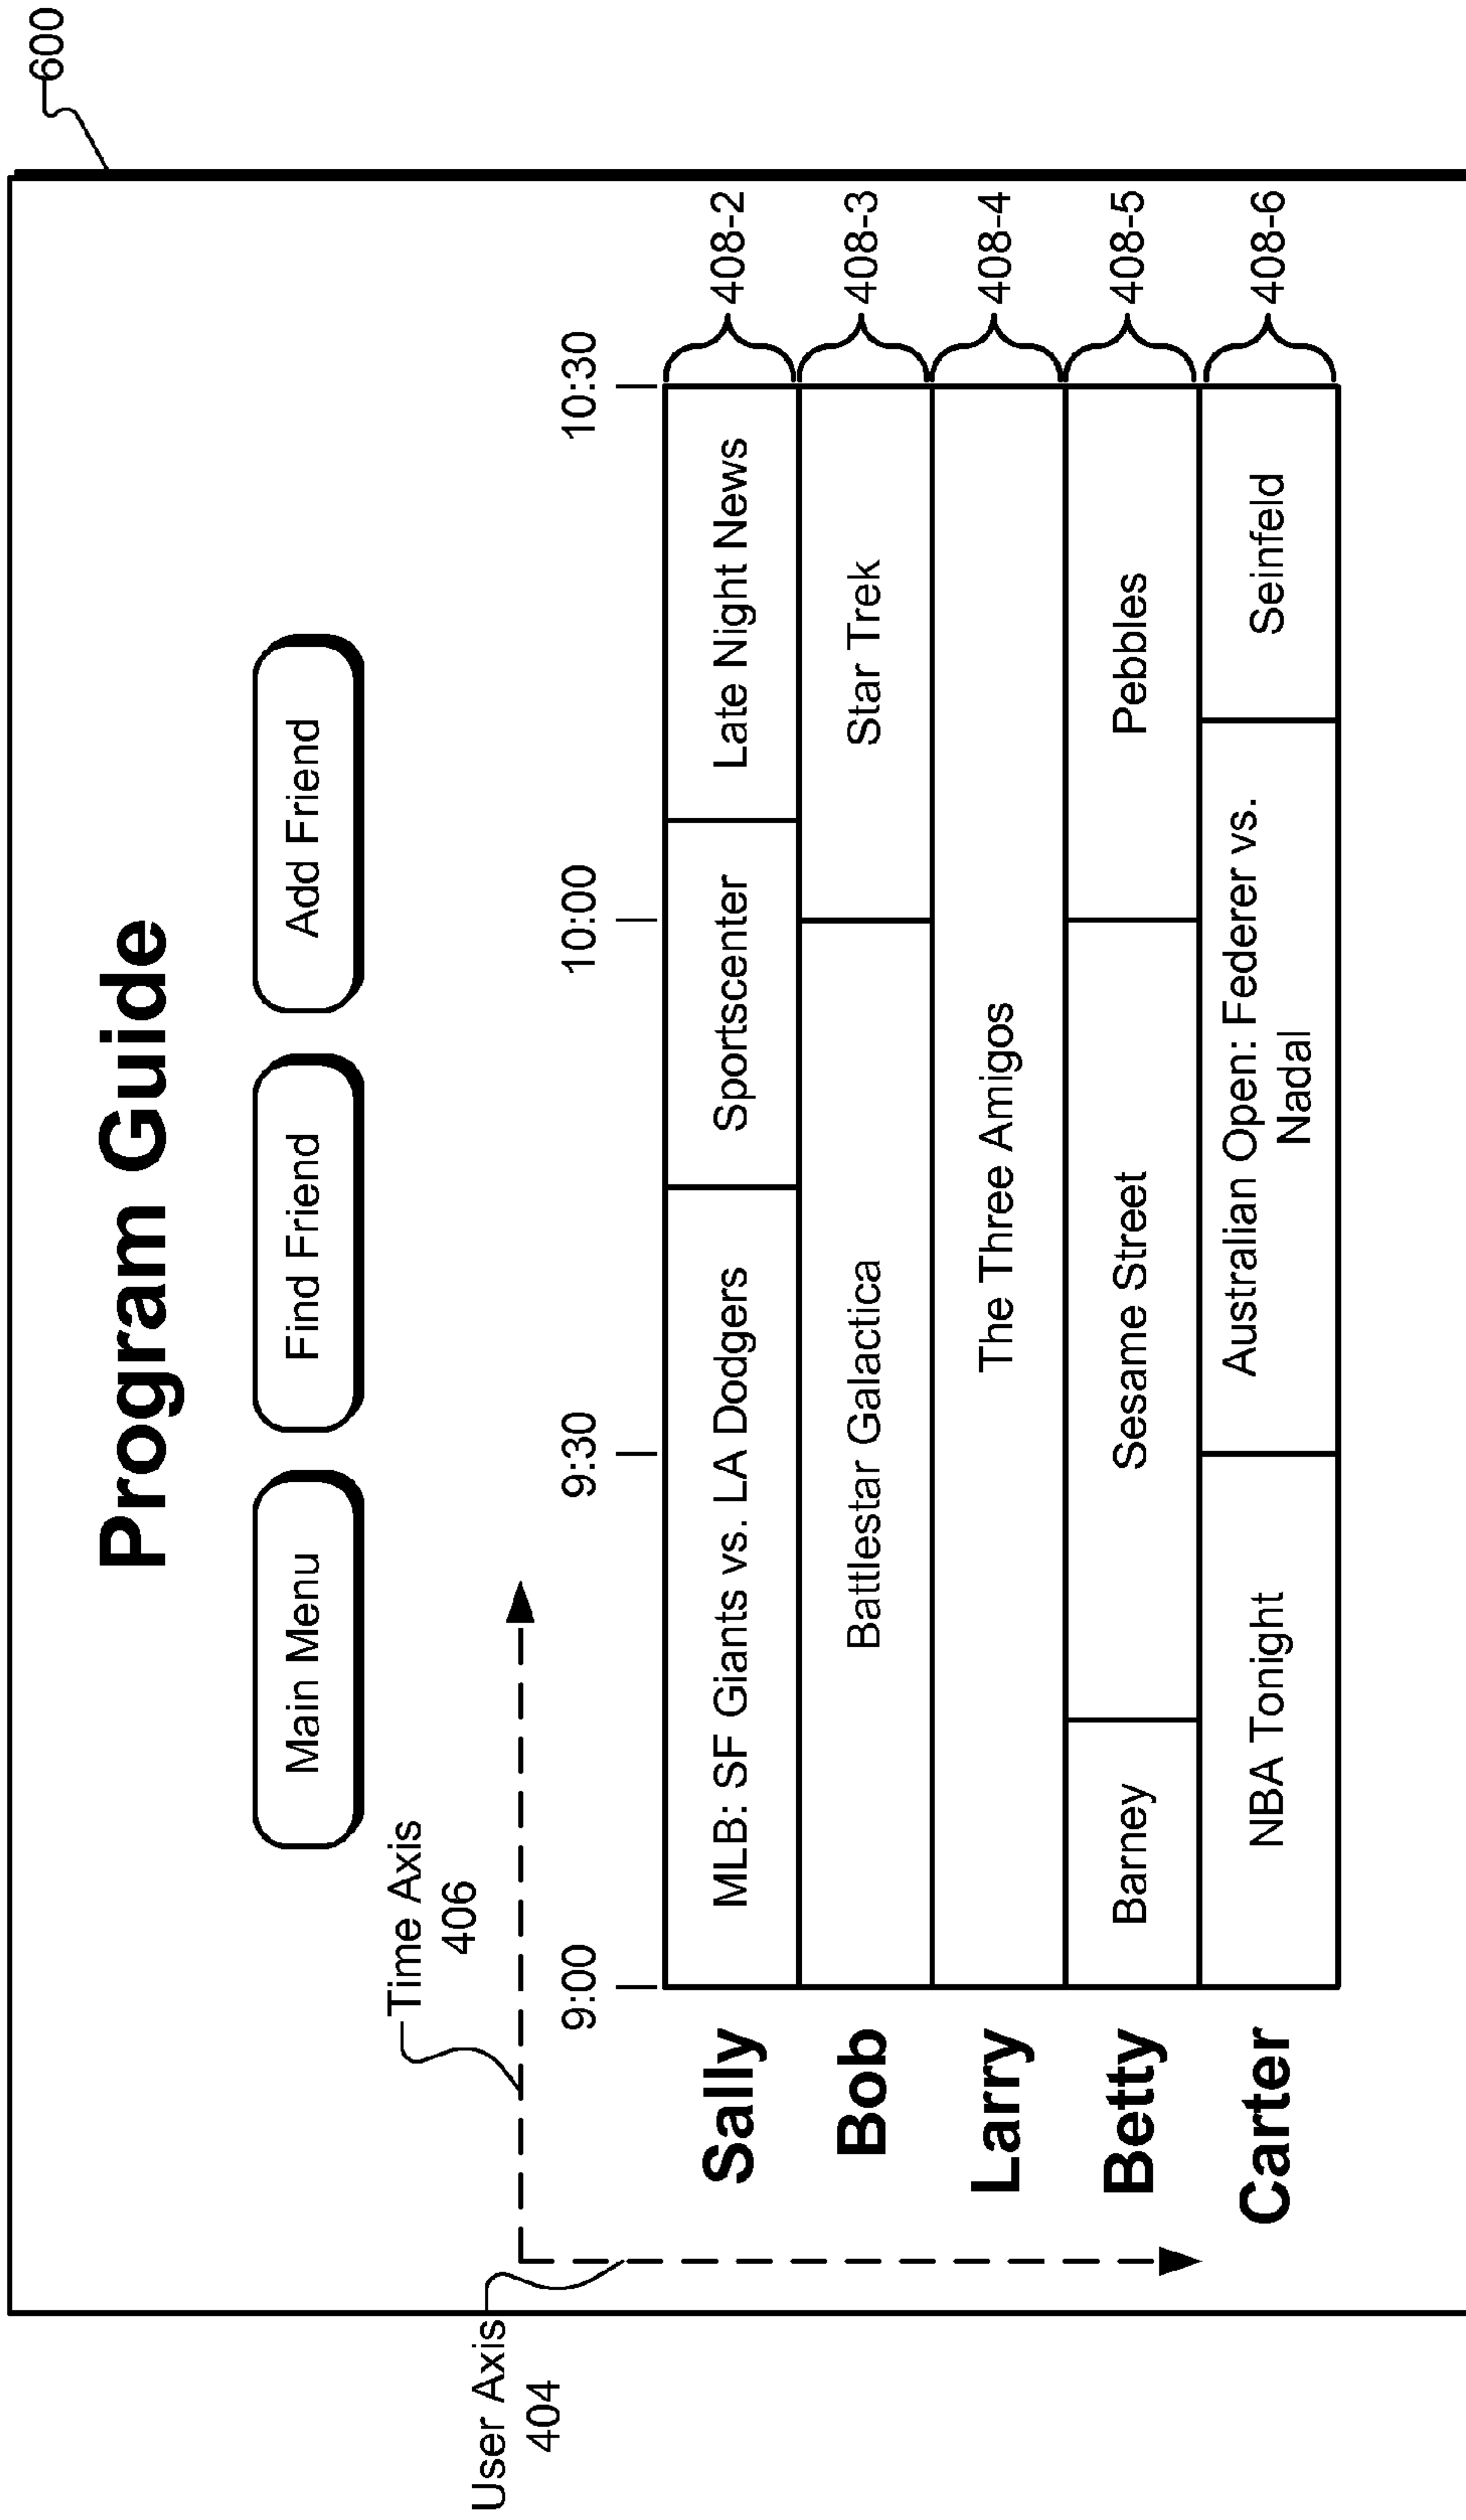 600
Program Guide
Main Menu
Find Friend
Add Friend
Time Axis
406
User Axis
404
9:00
9:30
10:00
10:30
Sally
MLB: SF Giants vs. LA Dodgers
Sportscenter
Late Night News
408-2
Bob
Battlestar Galactica
Star Trek
408-3
Larry
The Three Amigos
408-4
Betty
Barney
Sesame Street
Pebbles
408-5
Carter
NBA Tonight
Australian Open: Federer vs.
Nadal
Seinfeld
408-6